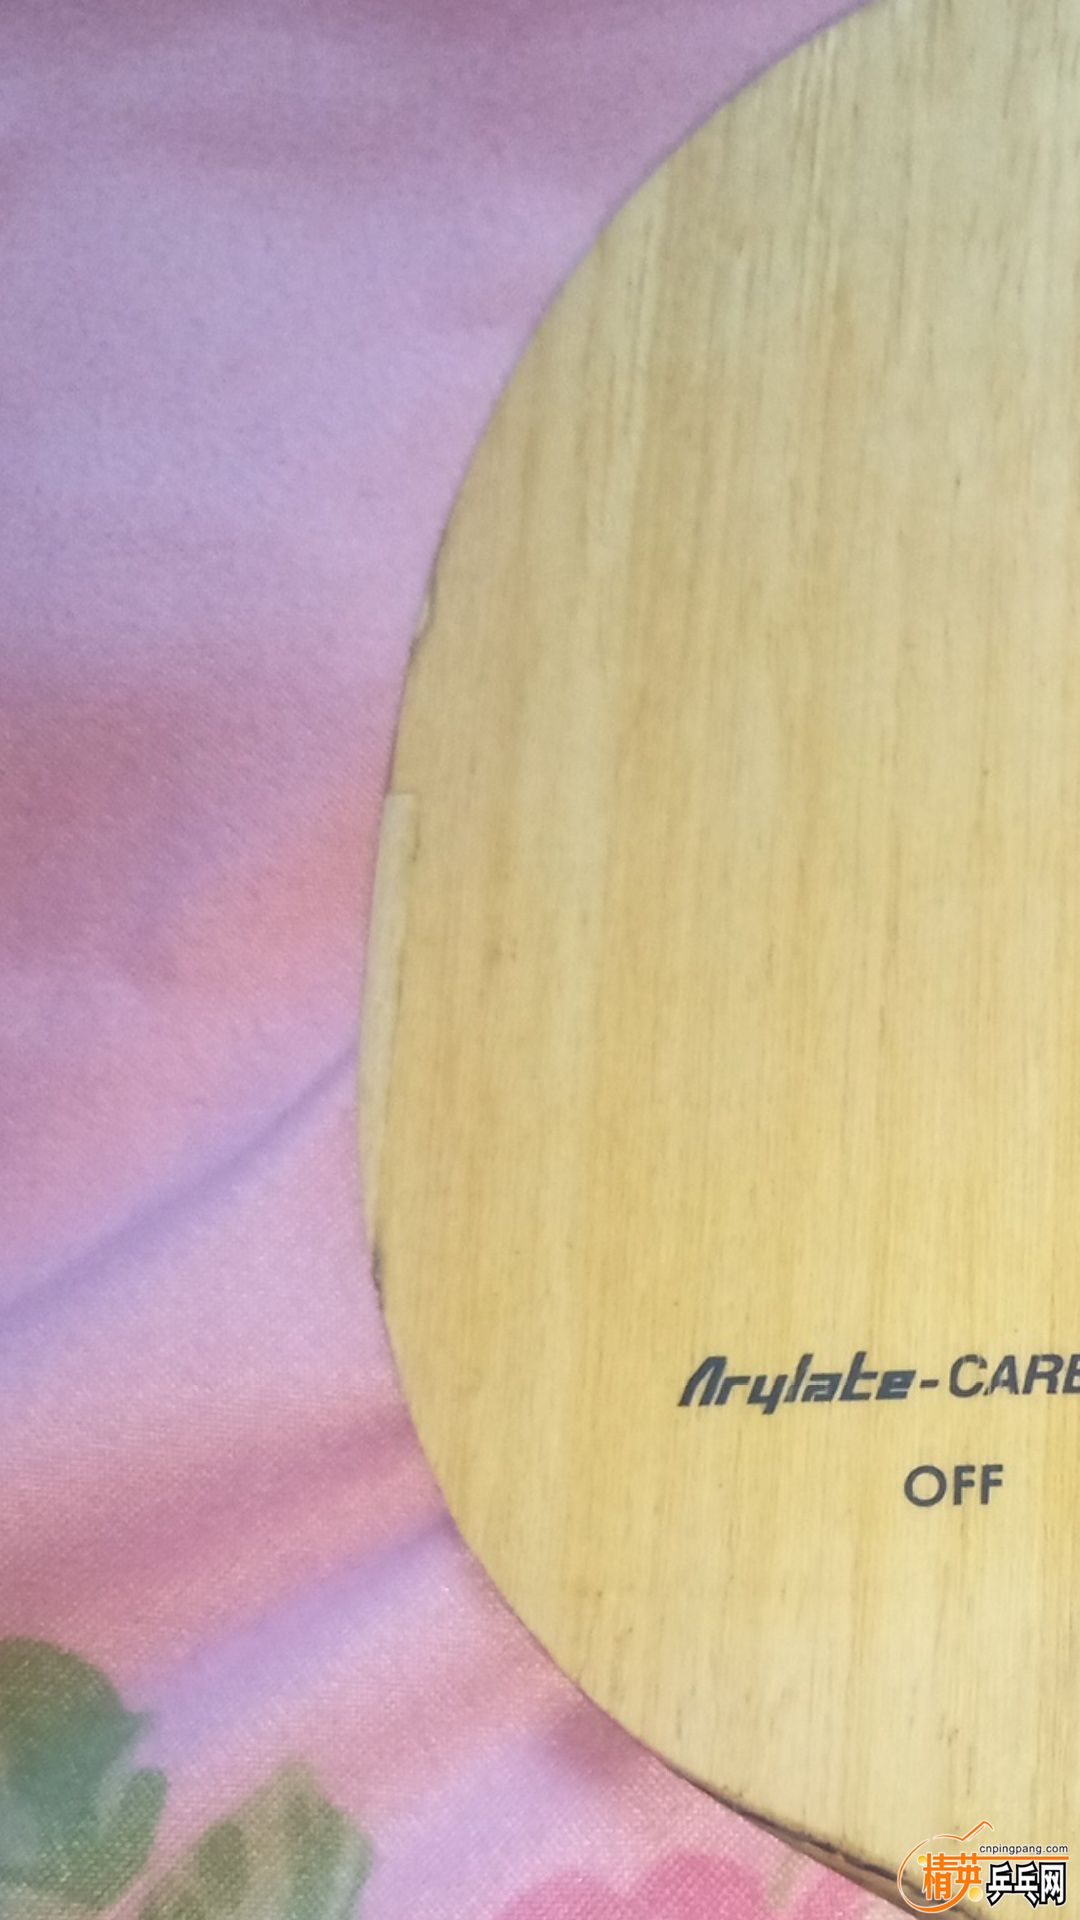 Arylate-CARB
OFF
cnpingpang.com
精英乒乓网